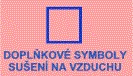 DOPLŇKOVÉ SYMBOLY
SUŠENÍ NA VZDUCHU